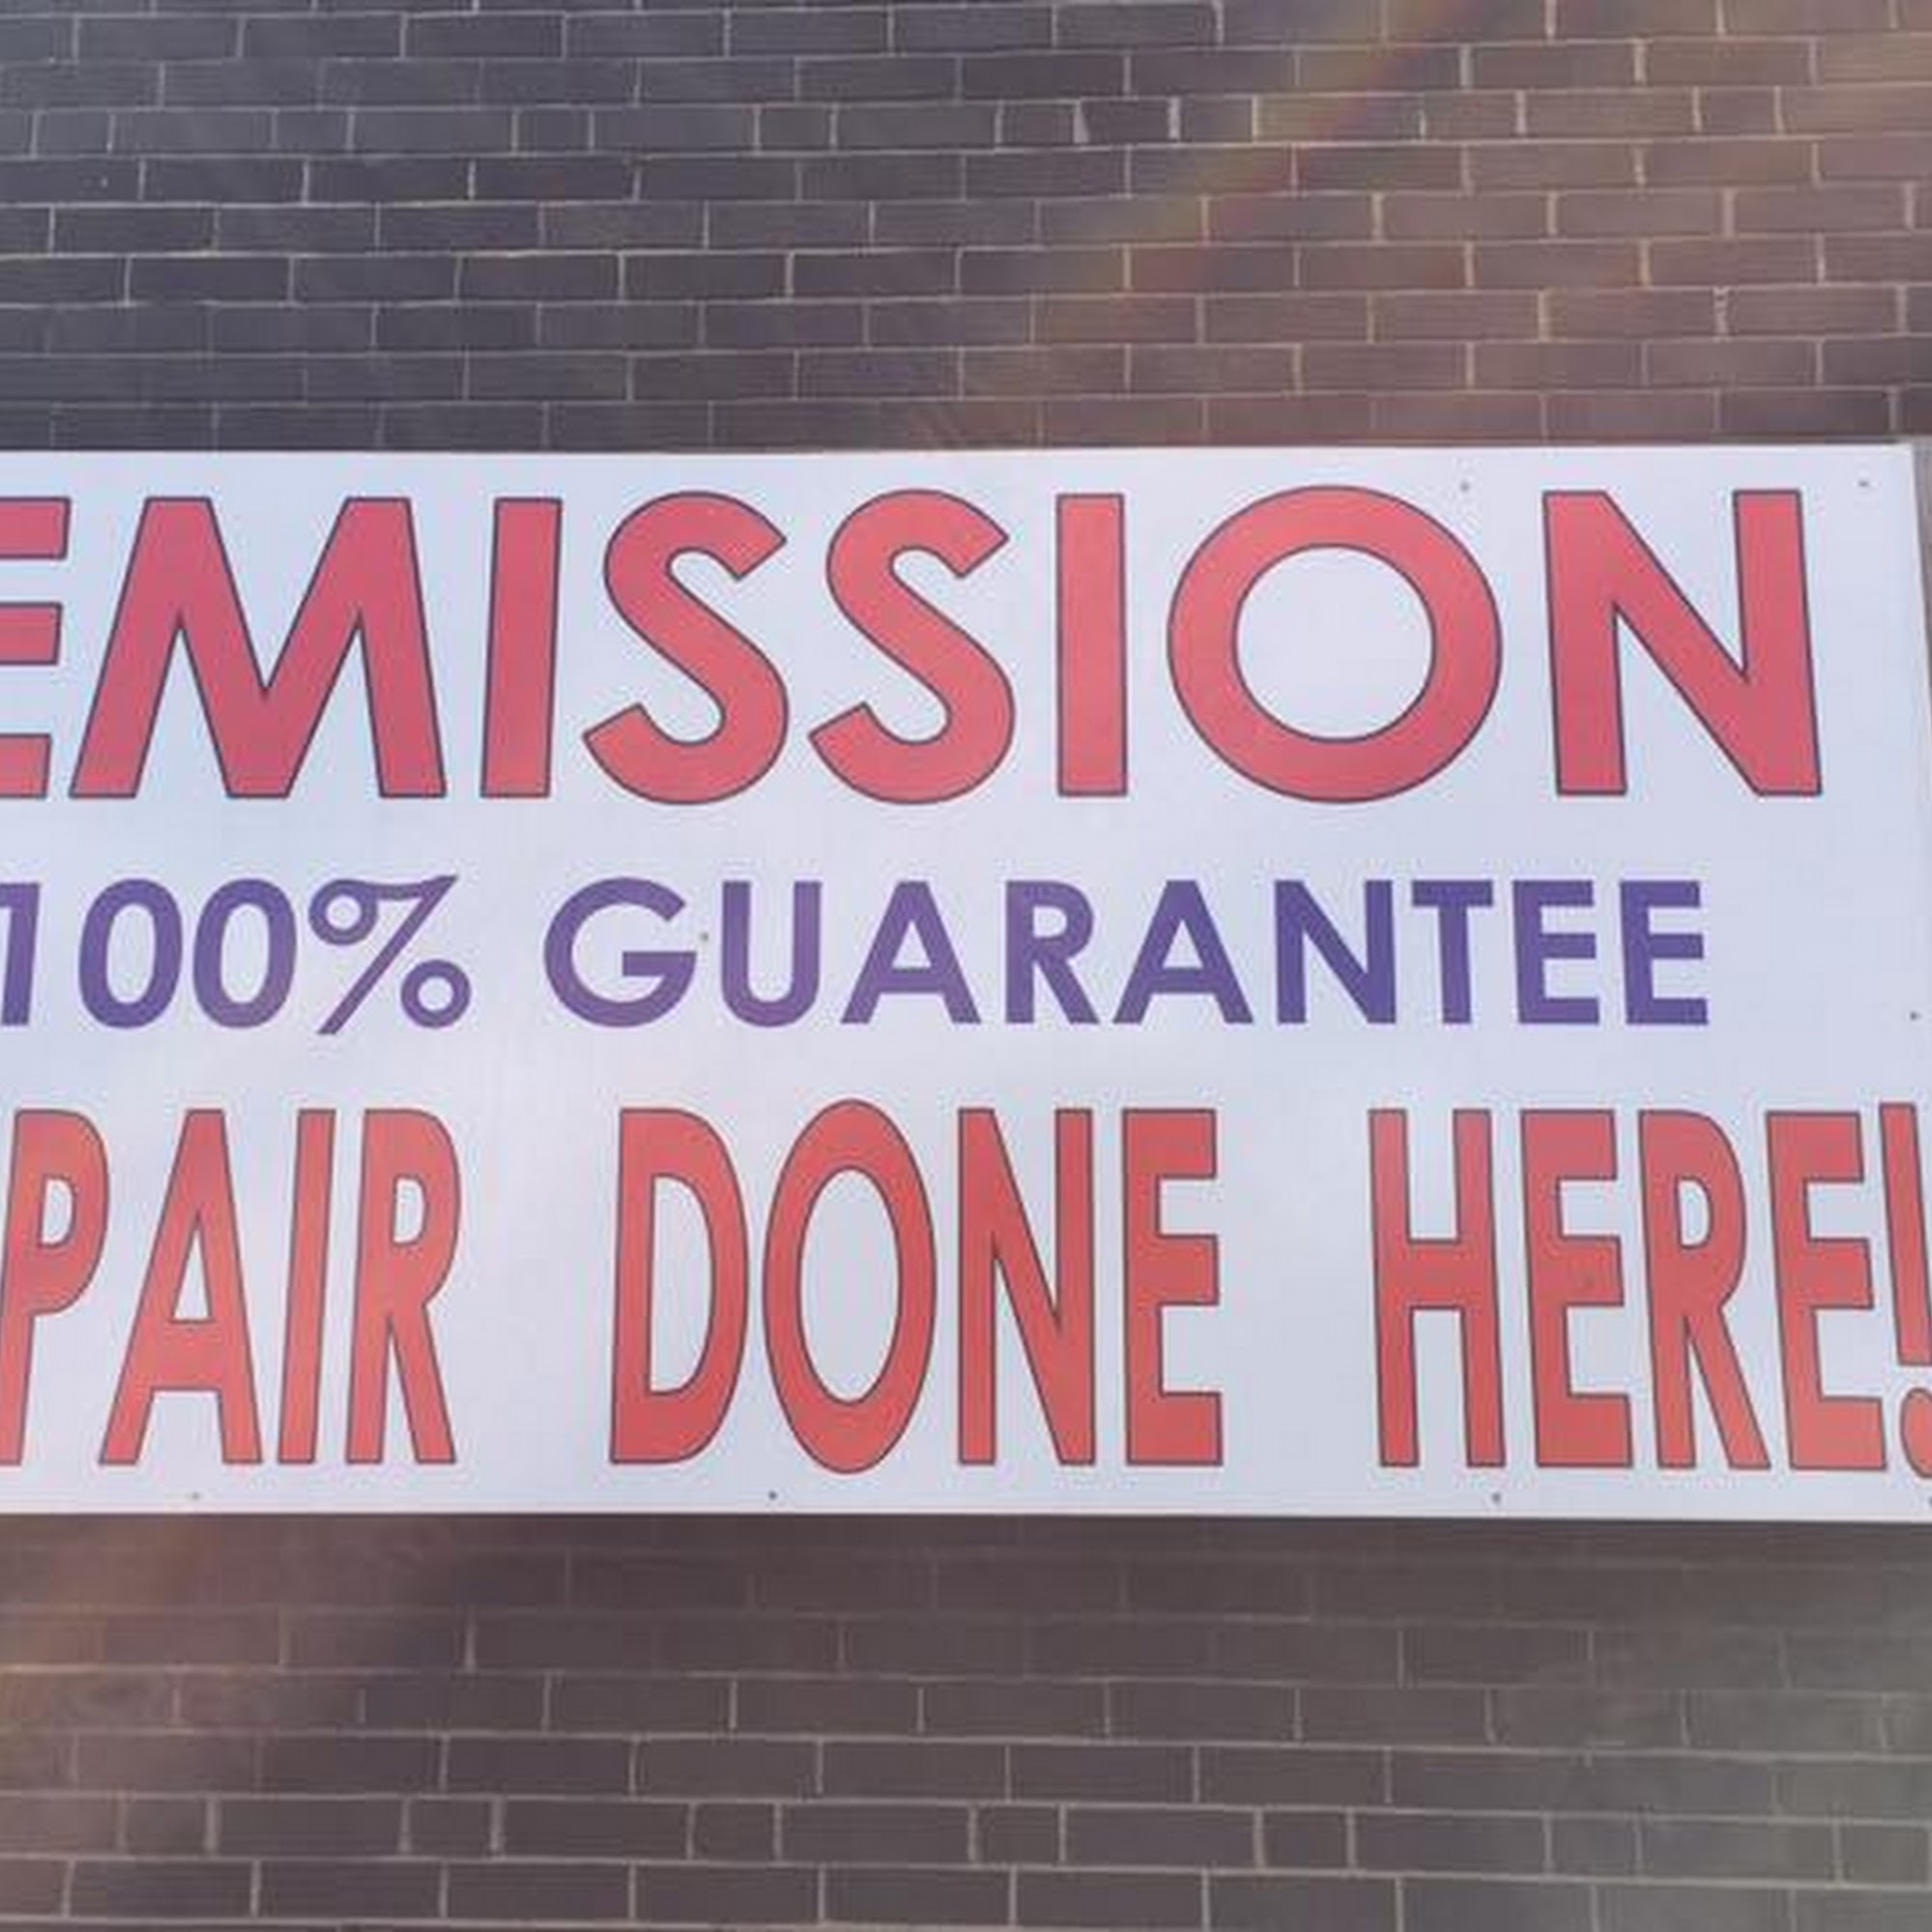 EMISSION
100% GUARANTEE
PAIR DONE HERE!